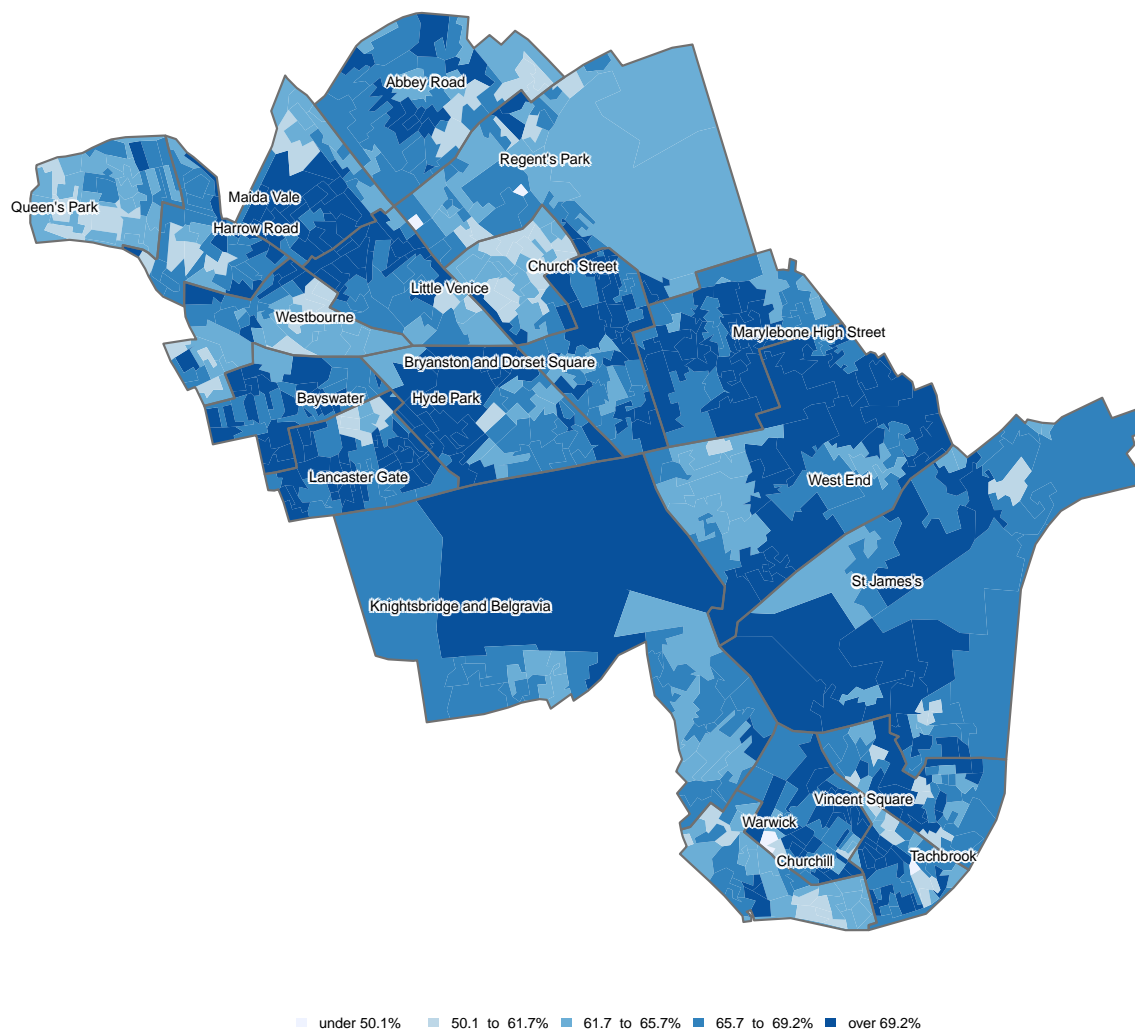 Abbey Road
Regent's Park
Maida Vale
Queen's Park
Harrow Road
Church Street
Little Venice
Westbourne
Marylebone High Street
Bryanston and Dorset Square
Bayswater
Hyde Park
Lancaster Gate
West End
St James's
Knightsbridge and Belgravia
Vincent Square
Warwick
Tachbrook
Churchill
under 50.1% 50.1 to 61.7% 61.7 to 65.7% 65.7 to 69.2% over 69.2%